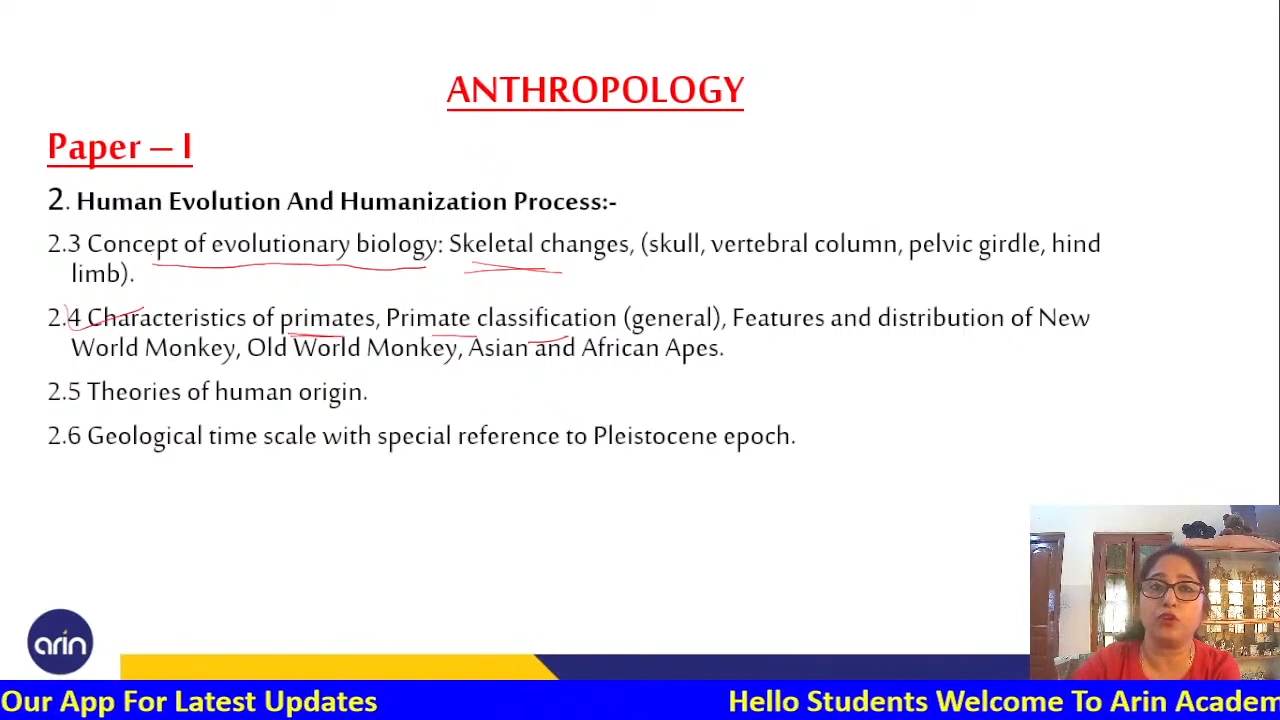 ANTHROPOLOGY
Paper – I
2. Human Evolution And Humanization Process:-
2.3 Concept of evolutionary biology: Skeletal changes, (skull, vertebral column, pelvic girdle, hind
limb).
2.4 Characteristics of primates, Primate classification (general), Features and distribution of New
World Monkey, Old World Monkey, Asian and African Apes.
2.5 Theories of human origin.
2.6 Geological time scale with special reference to Pleistocene epoch.
arin
Our App For Latest Updates Hello Students Welcome To Arin Academ